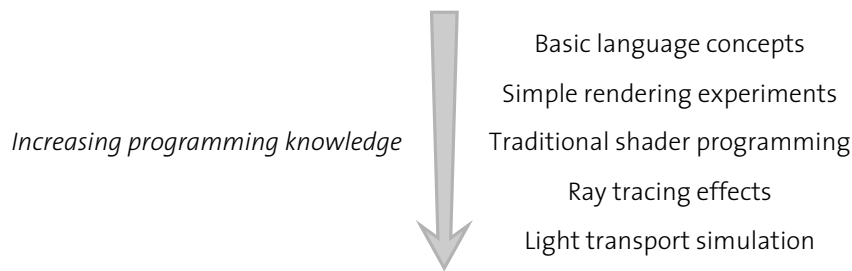 Basic language concepts
Simple rendering experiments
Increasing programming knowledge
Traditional shader programming
Ray tracing effects
Light transport simulation